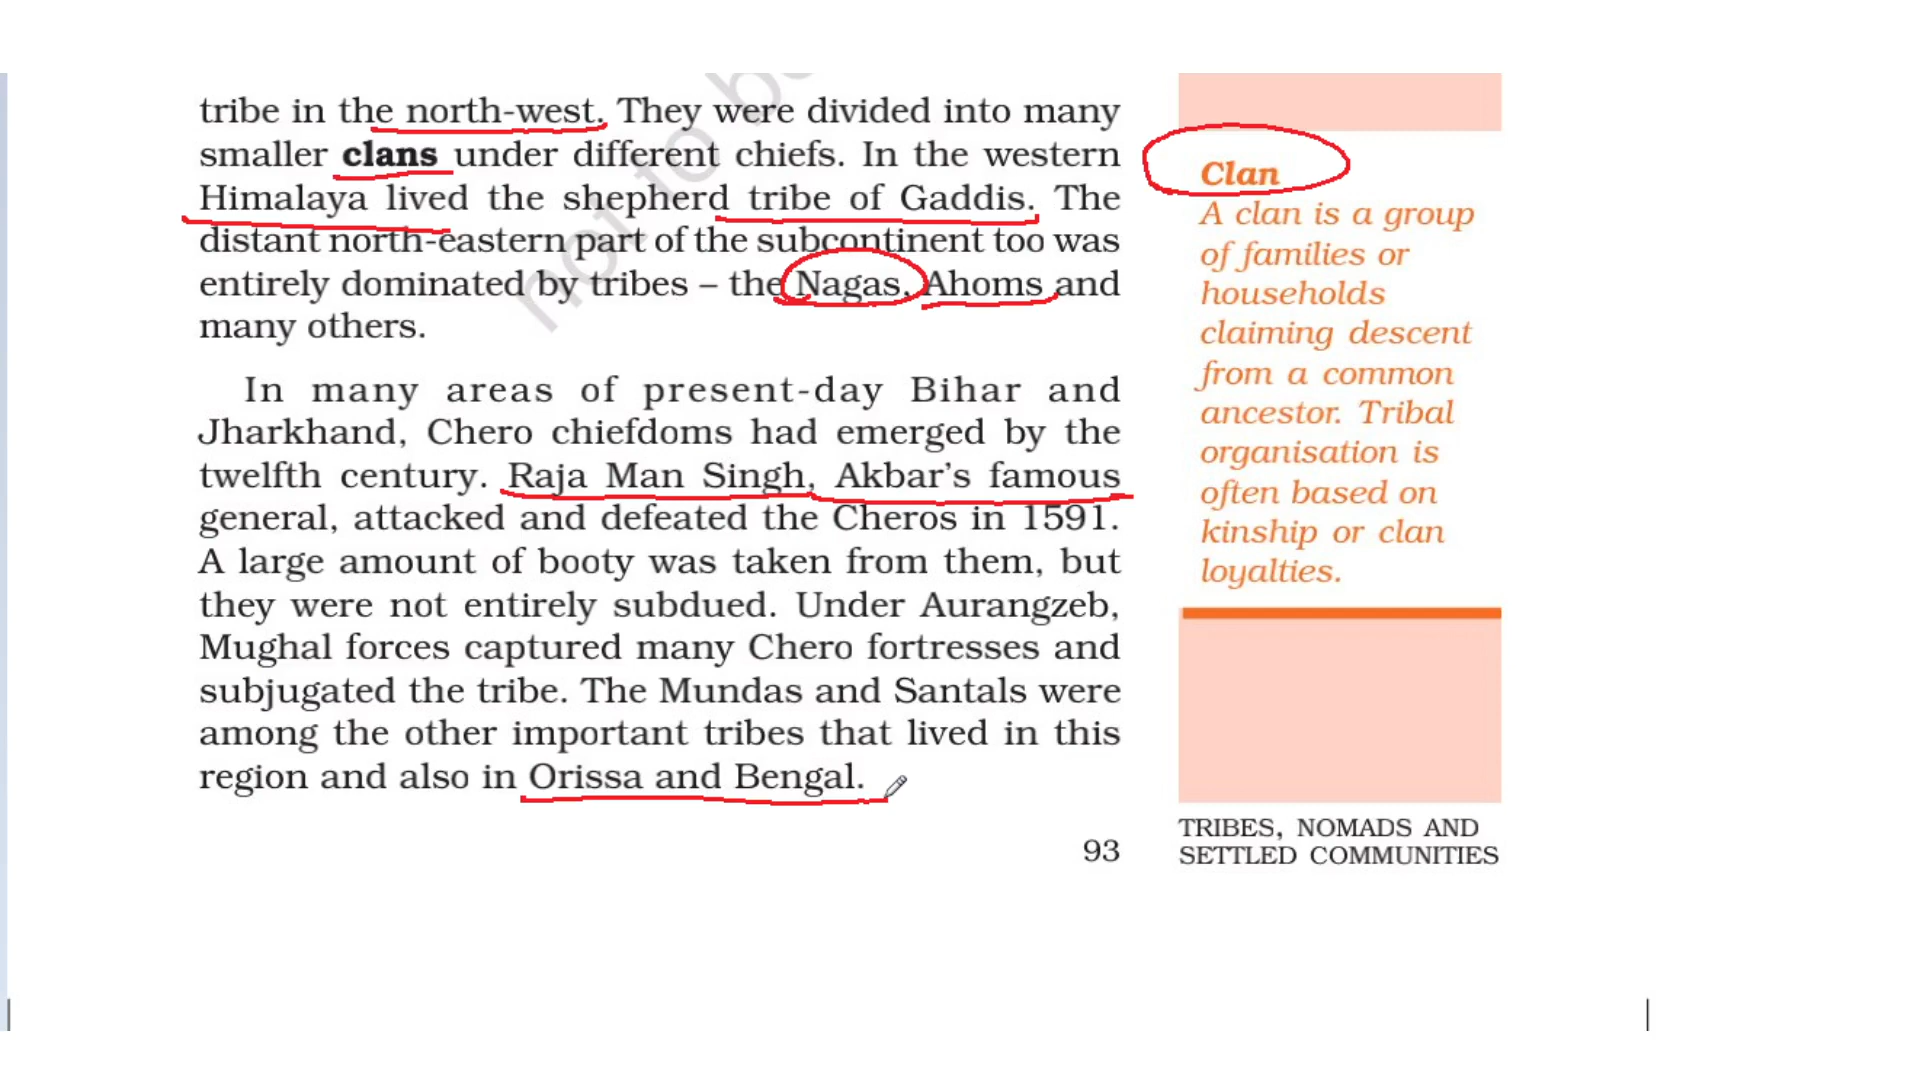 tribe in the north-west. They were divided into many
smaller clans under different chiefs. In the western
Himalaya lived the shepherd tribe of Gaddis. The
distant north-eastern part of the subcontinent too was
entirely dominated by tribes – the Nagas, Ahoms and
many others.
In many areas of present-day Bihar and
Jharkhand, Chero chiefdoms had emerged by the
twelfth century. Raja Man Singh, Akbar's famous
general, attacked and defeated the Cheros in 1591.
A large amount of booty was taken from them, but
they were not entirely subdued. Under Aurangzeb,
Mughal forces captured many Chero fortresses and
subjugated the tribe. The Mundas and Santals were
among the other important tribes that lived in this
region and also in Orissa and Bengal.
93
Clan
A clan is a group
of families or
households
claiming descent
from a common
ancestor. Tribal
organisation is
often based on
kinship or clan
loyalties.
TRIBES, NOMADS AND
SETTLED COMMUNITIES
not to be